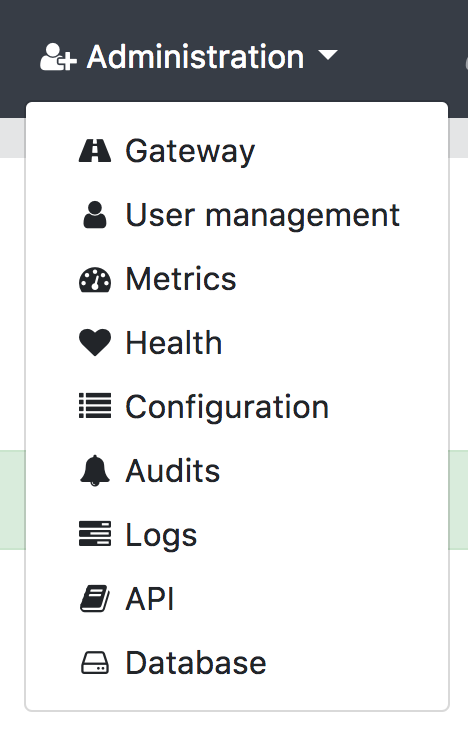 Administration
Gateway
User management
Metrics
Health
Configuration
Audits
Logs
API
Database